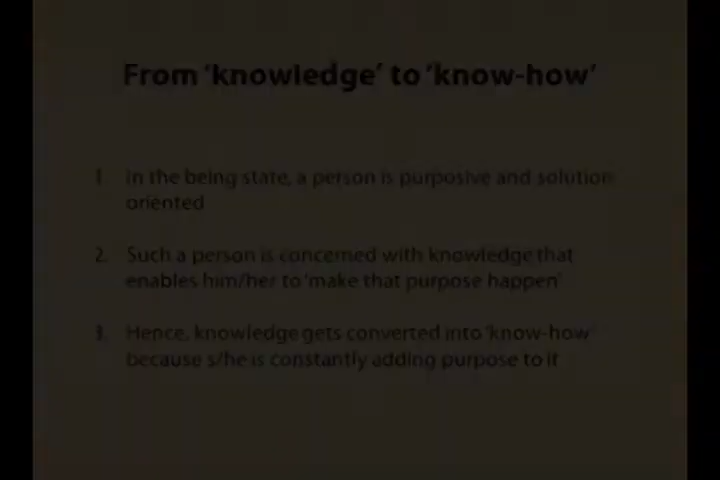 From ‘knowledge’ to ‘know-how’
1. In the being state, a person is purposive and solution
oriented
2. Such a person is concerned with knowledge that
enables him/her to ‘make that purpose happen’
3. Hence, knowledge gets converted into ‘know-how’
because s/he is constantly adding purpose to it